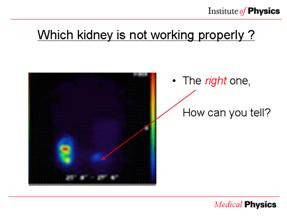 Institute of Physics
Which kidney is not working properly ?
• The right one,
How can you tell?
Medical Physics